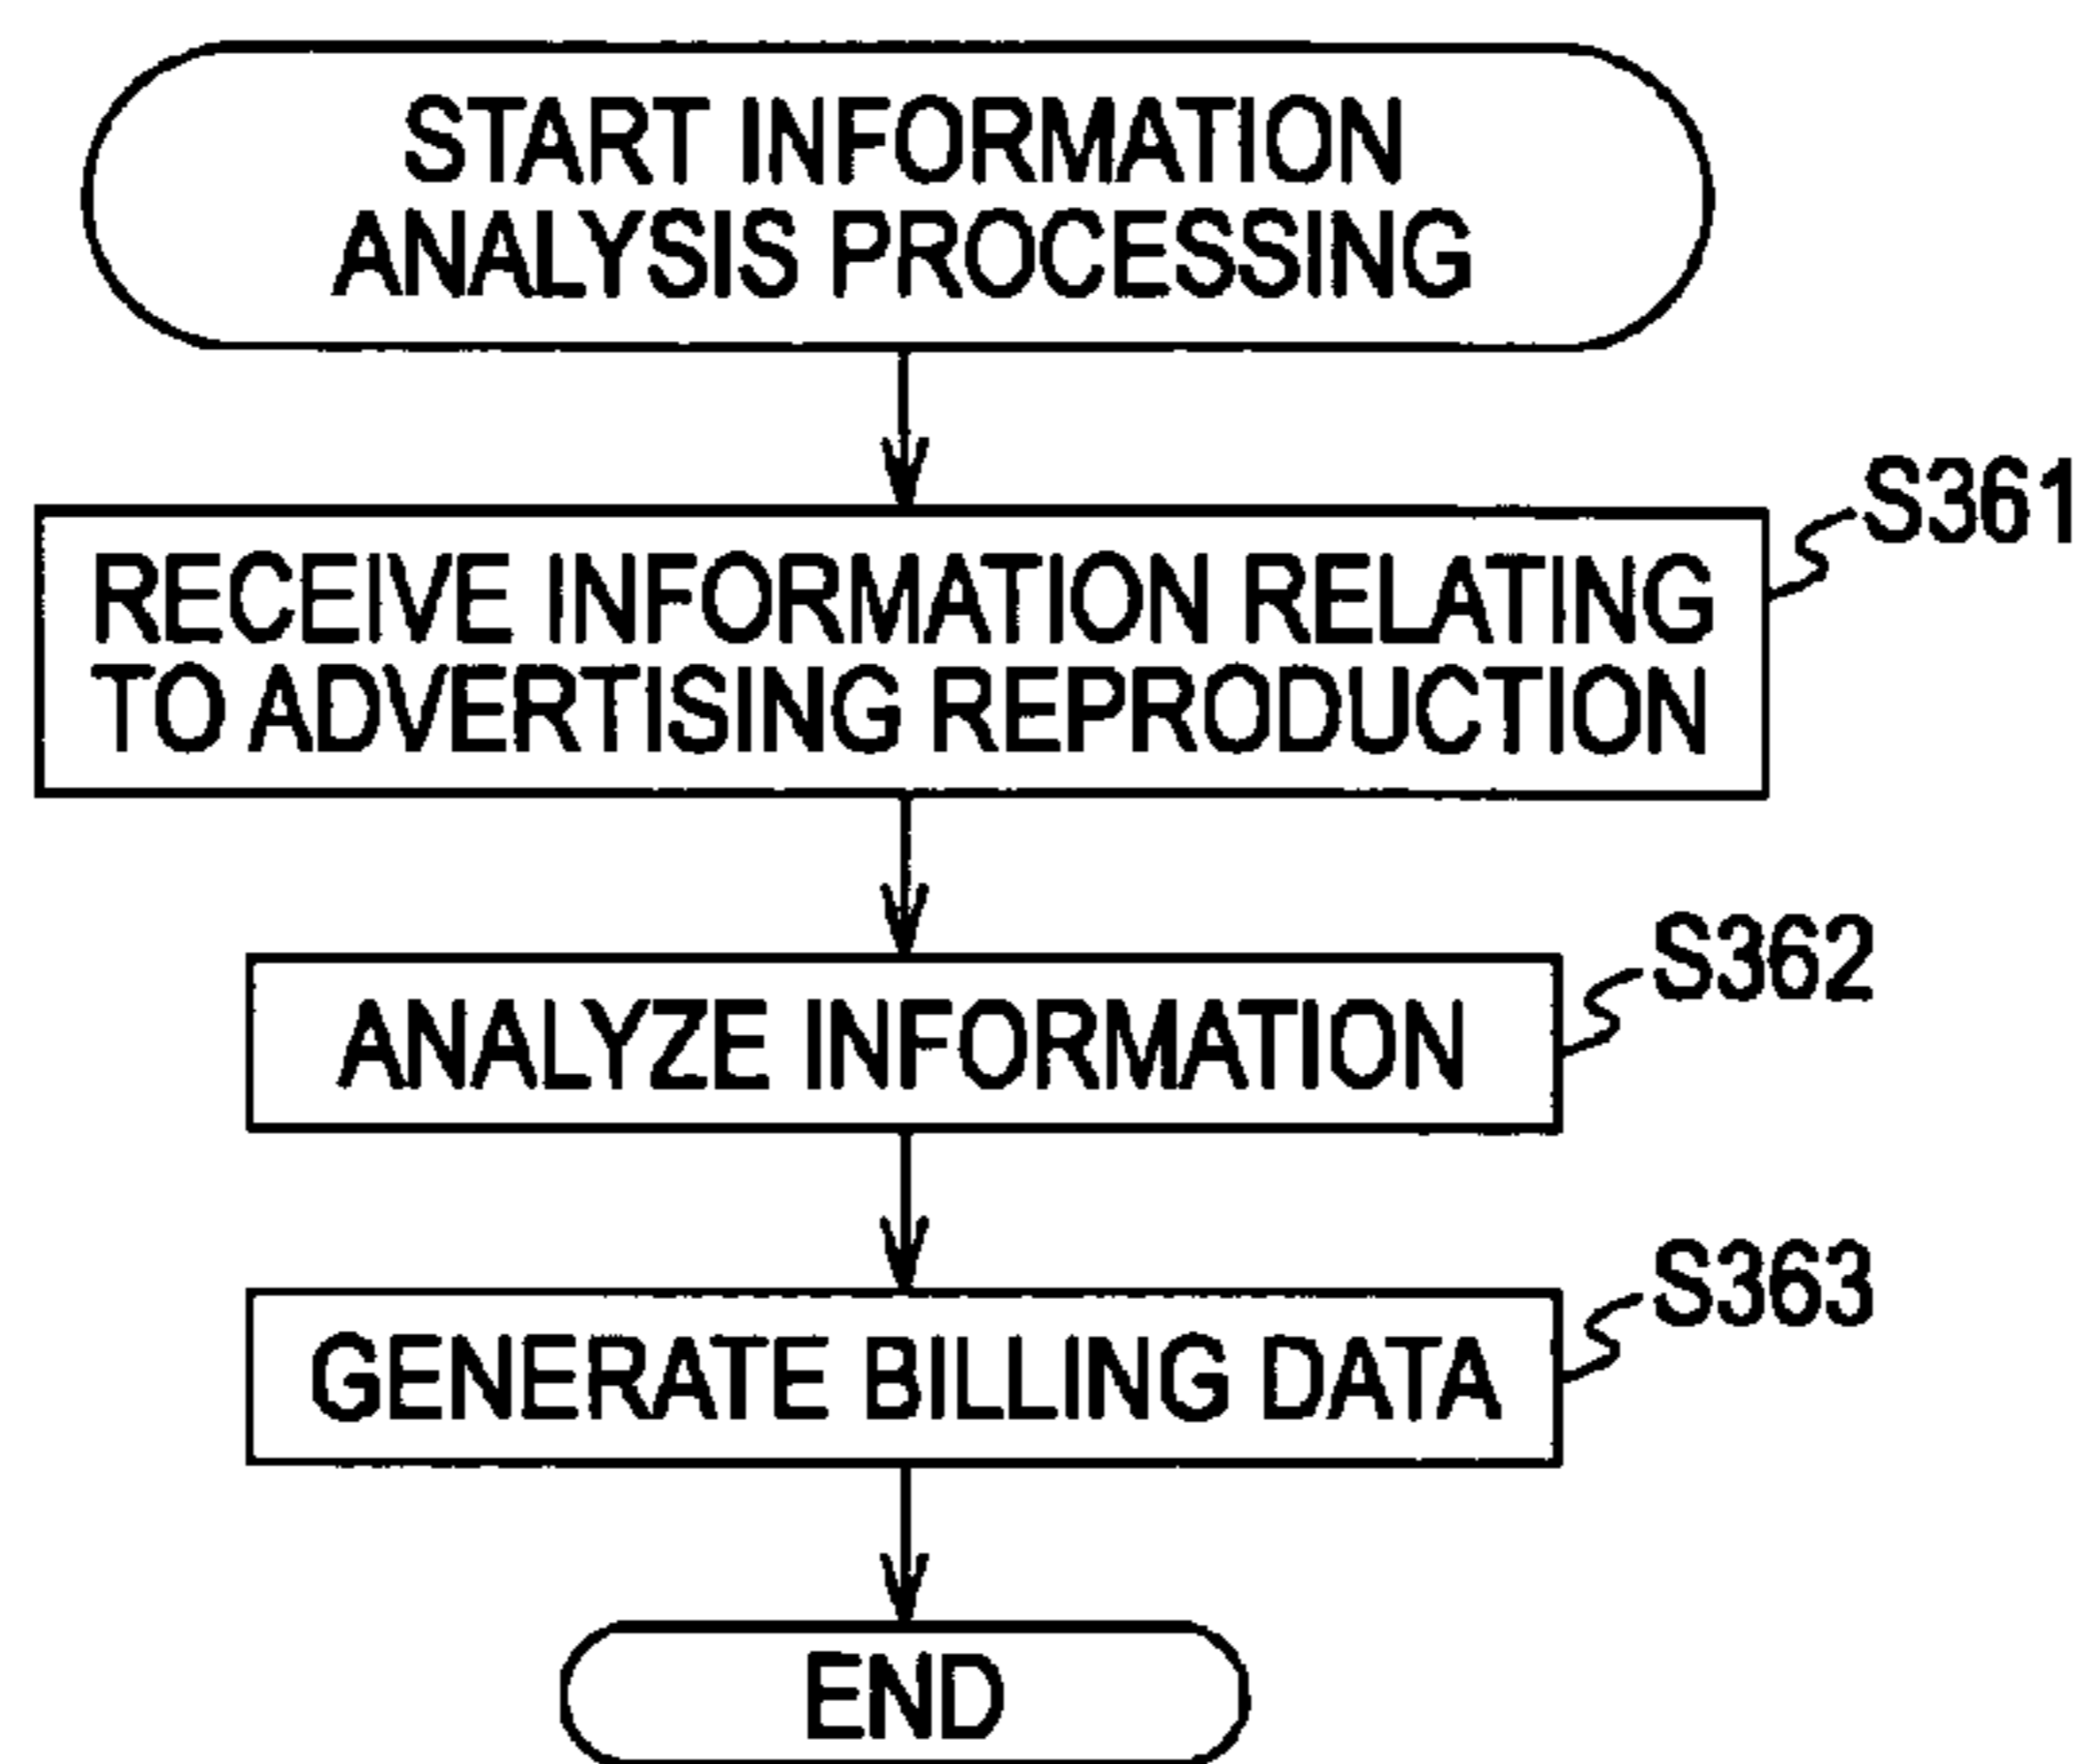 START INFORMATION
ANALYSIS PROCESSING
S361
RECEIVE INFORMATION RELATING
TO ADVERTISING REPRODUCTION
S362
ANALYZE INFORMATION
S363
GENERATE BILLING DATA
END